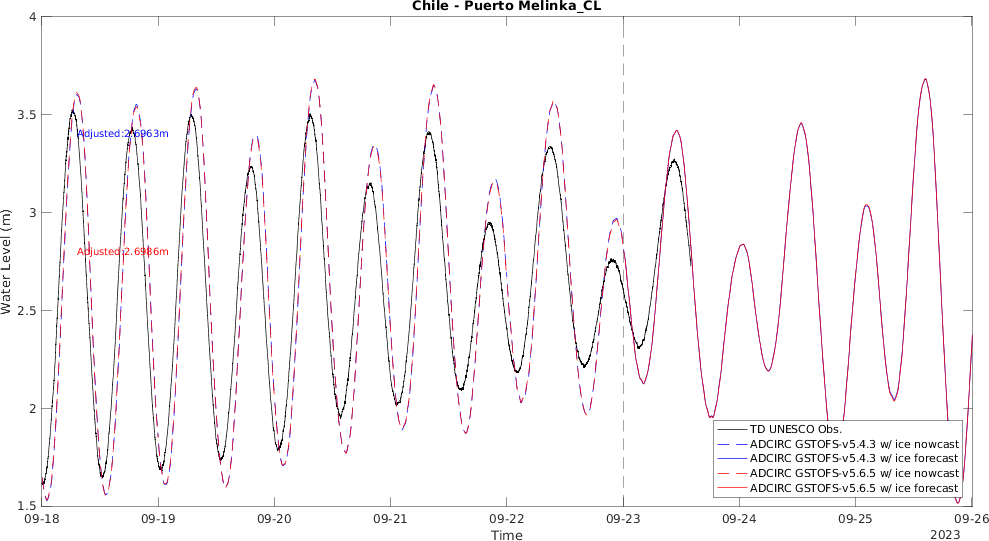 Chile - Puerto Melinka_CL
4
3.5
3
2.5
2
1.5
Water Level (m)
Adjusted:2.6963m
Adjusted:2.6986m
TD UNESCO Obs.
ADCIRC GSTOFS-v5.4.3 w/ ice nowcast
ADCIRC GSTOFS-v5.4.3 w/ ice forecast
ADCIRC GSTOFS-v5.6.5 w/ ice nowcast
ADCIRC GSTOFS-v5.6.5 w/ ice forecast
09-18 09-19 09-20 09-21 09-22 09-23 09-24 09-25 09-26
Time
2023